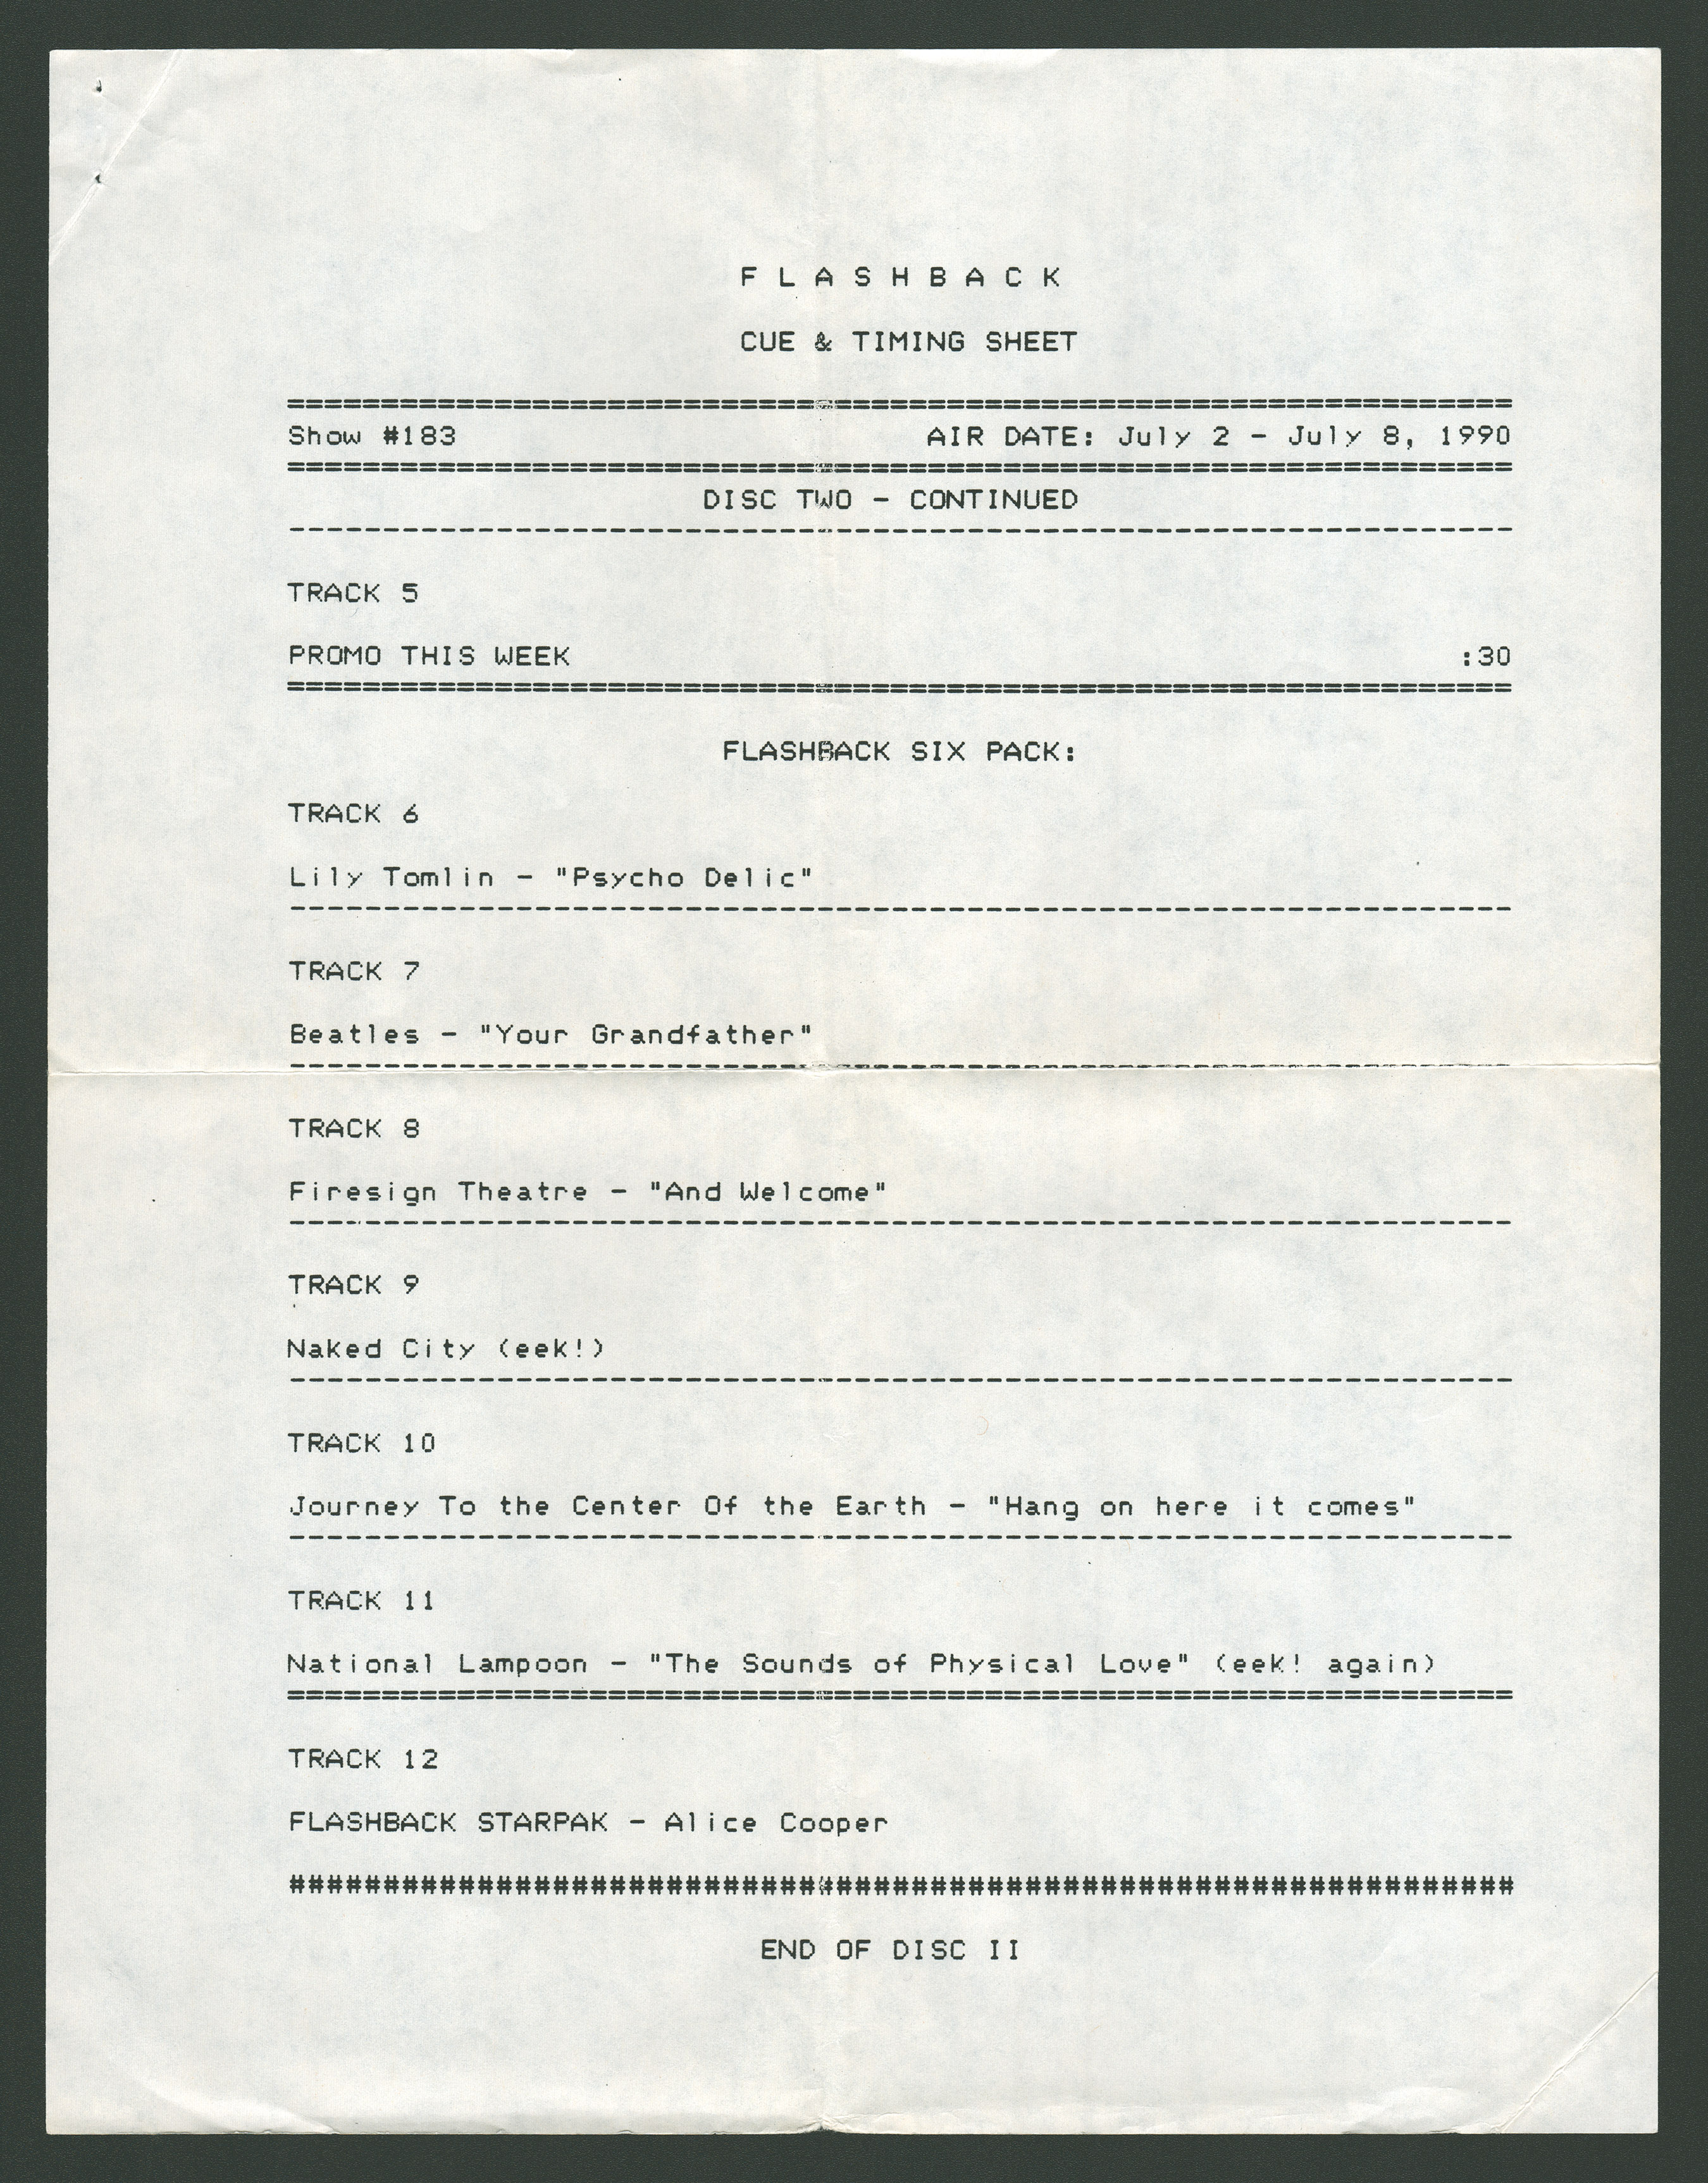 F L A S H B A C K
CUE & TIMING SHEET
=================================================================
Show #183 AIR DATE: July 2 - July 8, 1990
=================================================================
DISC TWO - CONTINUED
-----------------------------------------------------------------
TRACK 5
PROMO THIS WEEK :30
=================================================================
FLASHBACK SIX PACK:
TRACK 6
Lily Tomlin - "Psycho Delic"
-----------------------------------------------------------------
TRACK 7
Beatles - "Your Grandfather"
-----------------------------------------------------------------
TRACK 8
Firesign Theatre - "And Welcome"
-----------------------------------------------------------------
TRACK 9
Naked City (eek!)
-----------------------------------------------------------------
TRACK 10
Journey To the Center Of the Earth - "Hang on here it comes"
-----------------------------------------------------------------
TRACK 11
National Lampoon - "The Sounds of Physical Love" (eek! again)
=================================================================
TRACK 12
FLASHBACK STARPAK - Alice Cooper
#################################################################
END OF DISC II